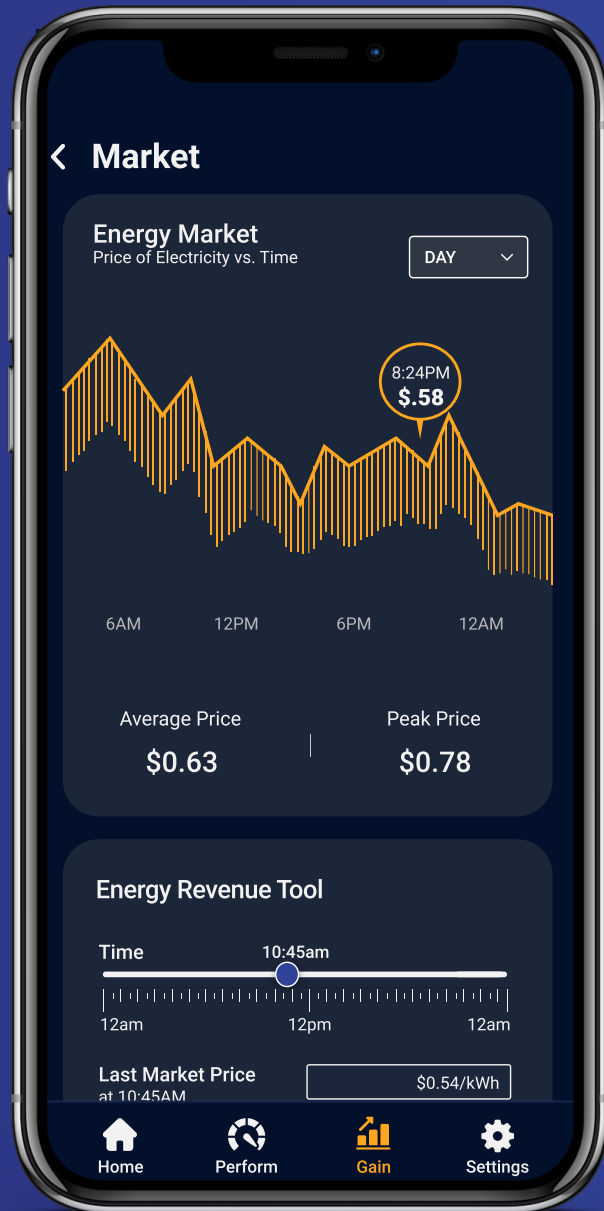 Market
Energy Market
Price of Electricity vs. Time
DAY
8:24PM
$.58
6AM 12PM 6PM 12AM
Average Price Peak Price
$0.63 $0.78
Energy Revenue Tool
Time 10:45am
12am 12pm 12am
Last Market Price
at 10:45AM
$0.54/kWh
Home Perform Gain Settings